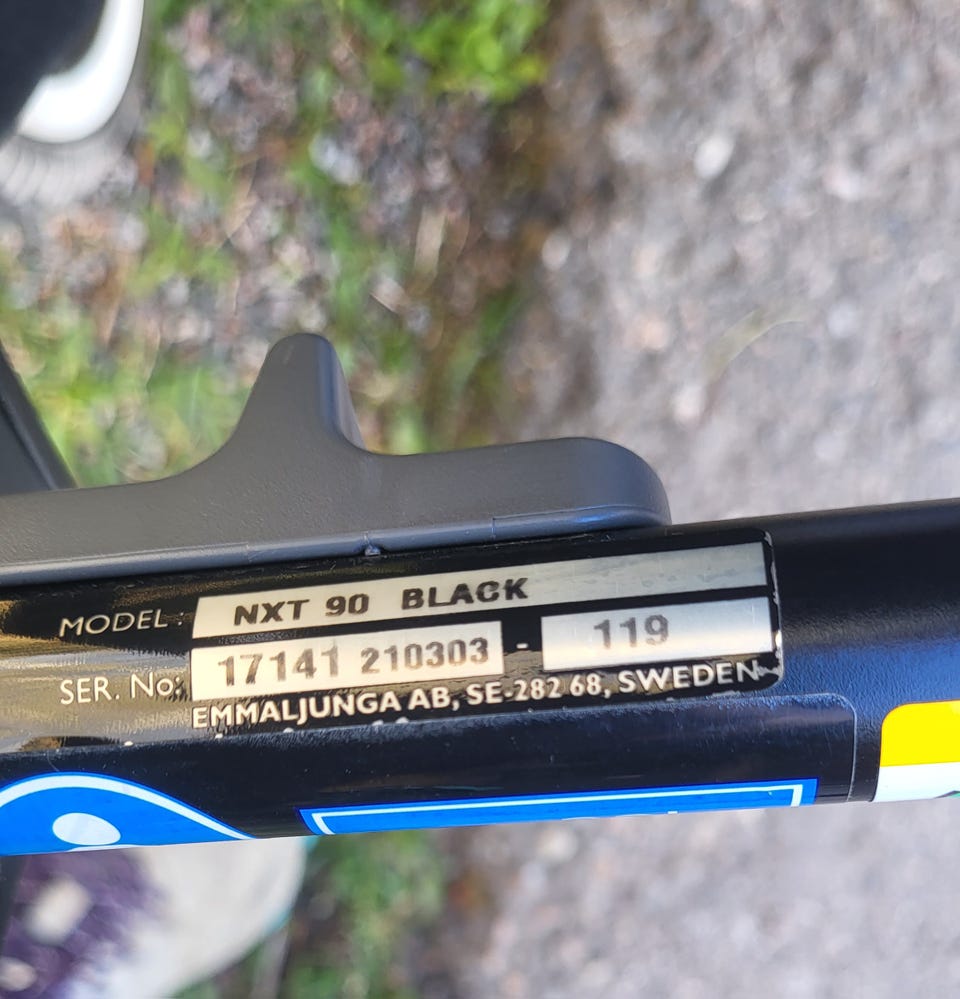 MODEL: NXT 90 BLACK
SER. No: 17141 210303 - 119
EMMALJUNGA AB, SE-282 68, SWEDEN